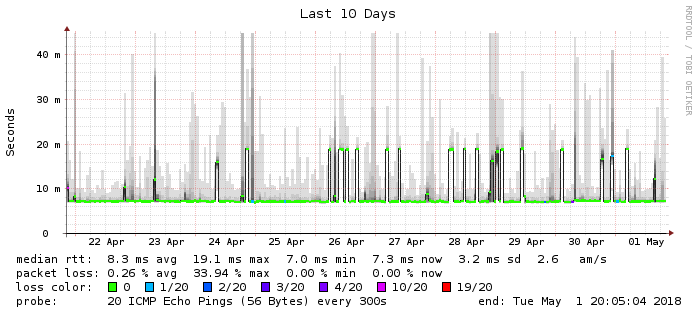 Last 10 Days
RRDTOOL / TOBI OETIKER
Seconds
40 m
30 m
20 m
10 m
0
22 Apr 23 Apr 24 Apr 25 Apr 26 Apr 27 Apr 28 Apr 29 Apr 30 Apr 01 May
median rtt: 8.3 ms avg 19.1 ms max 7.0 ms min 7.3 ms now 3.2 ms sd 2.6 am/s
packet loss: 0.26 % avg 33.94 % max 0.00 % min 0.00 % now
loss color: 0 1/20 2/20 3/20 4/20 10/20 19/20
probe: 20 ICMP Echo Pings (56 Bytes) every 300s end: Tue May 1 20:05:04 2018